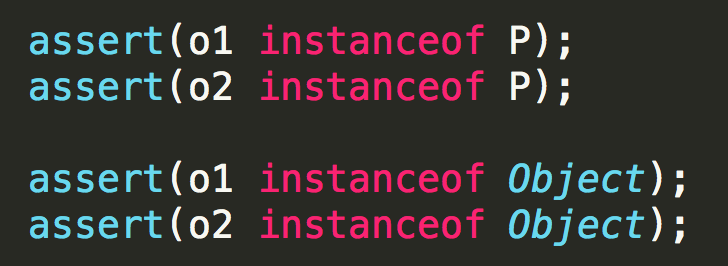 assert(o1 instanceof P);
assert(o2 instanceof P);
assert(o1 instanceof Object);
assert(o2 instanceof Object);